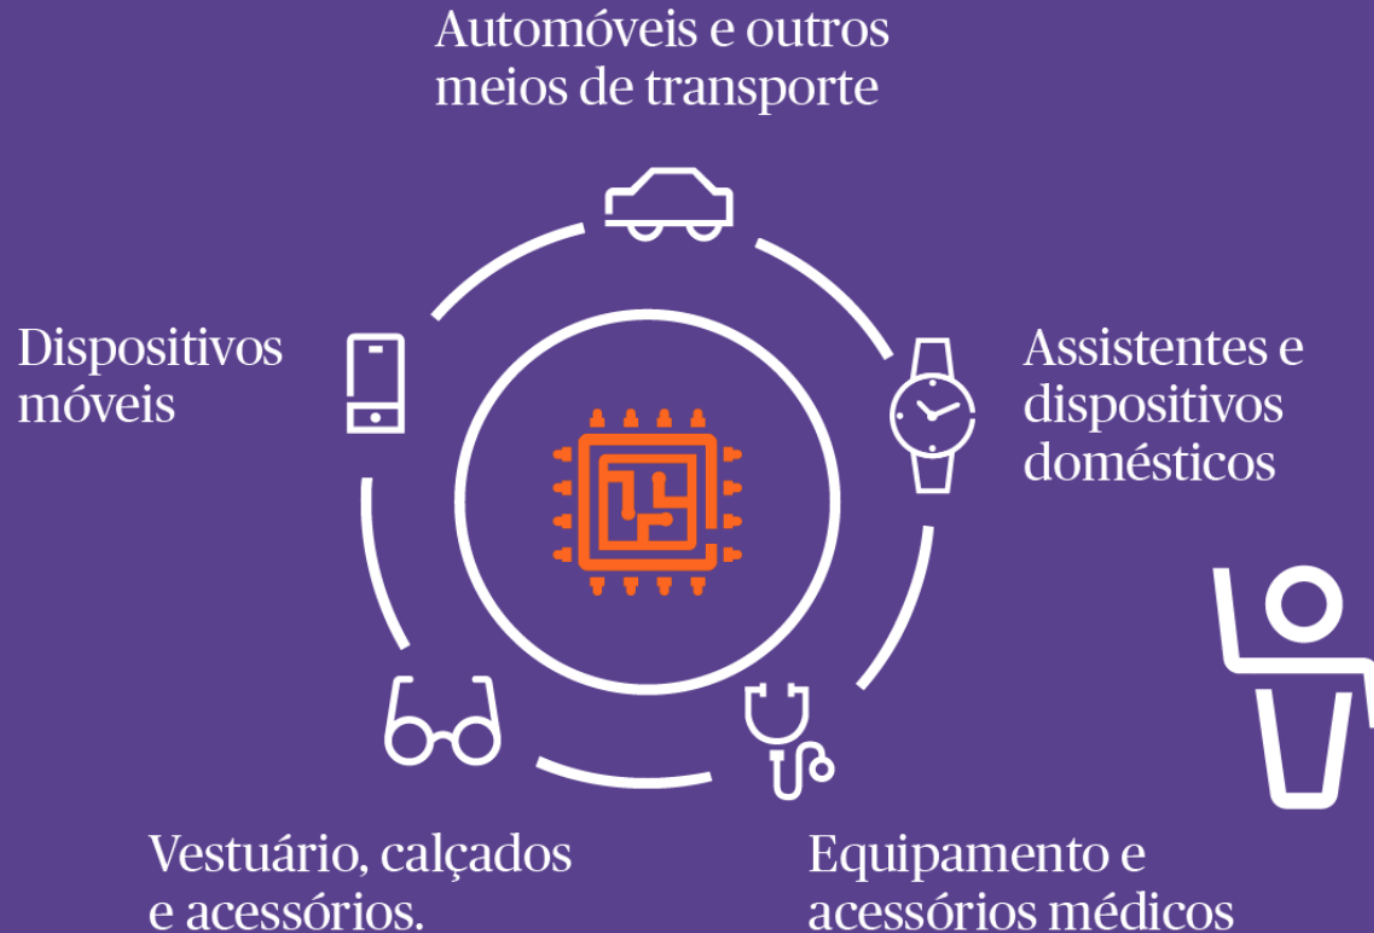 Automóveis e outros
meios de transporte
Dispositivos
móveis
Assistentes e
dispositivos
domésticos
Vestuário, calçados
e acessórios.
Equipamento e
acessórios médicos